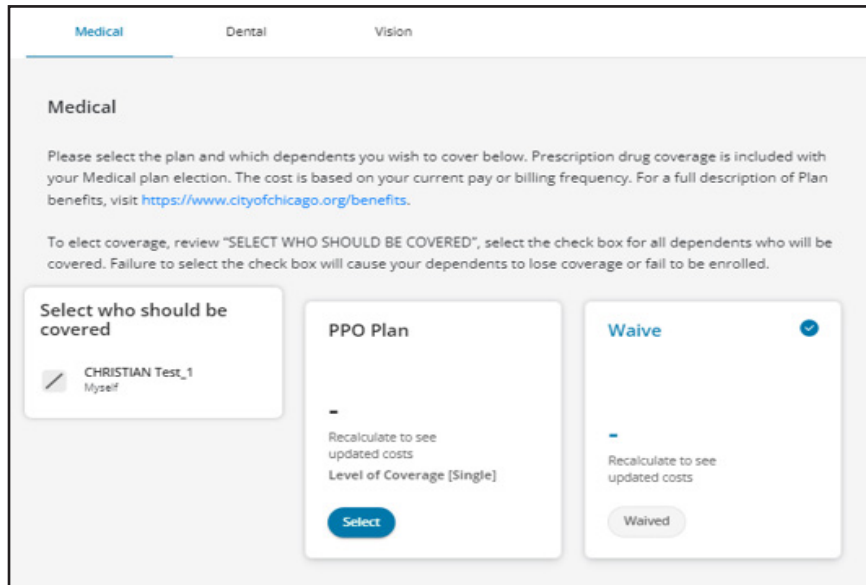 Medical Dental Vision
Medical
Please select the plan and which dependents you wish to cover below. Prescription drug coverage is included with
your Medical plan election. The cost is based on your current pay or billing frequency. For a full description of Plan
benefits, visit https://www.cityofchicago.org/benefits.
To elect coverage, review “SELECT WHO SHOULD BE COVERED”, select the check box for all dependents who will be
covered. Failure to select the check box will cause your dependents to lose coverage or fail to be enrolled.
Select who should be
covered
CHRISTIAN Test_1
Myself
PPO Plan
-
Recalculate to see
updated costs
Level of Coverage [Single]
Select
Waive
-
Recalculate to see
updated costs
Waived